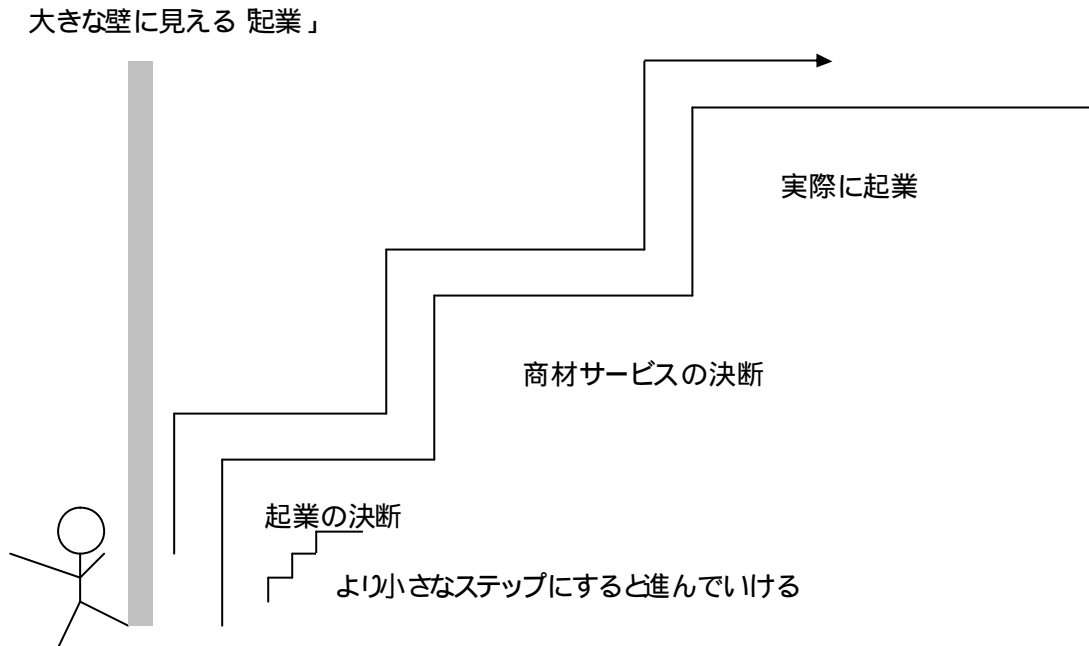 大きな壁に見える「起業」
実際に起業
商材サービスの決断
起業の決断
より小さなステップにすると進んでいける